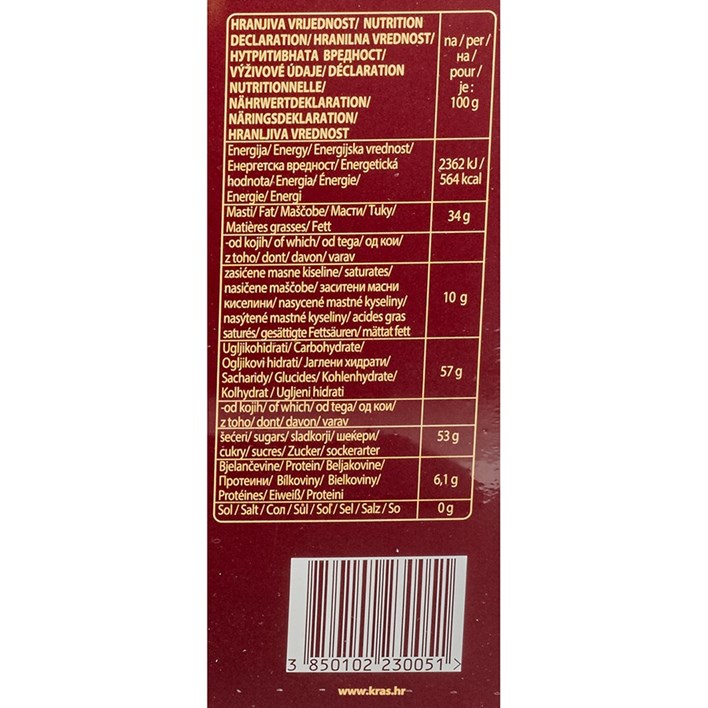 HRANJIVA VRIJEDNOST/ NUTRITION
DECLARATION/ HRANILNA VREDNOST/
НУТРИТИВНАТА ВРЕДНОСТ/
VÝŽIVOVÉ ÚDAJE/ DÉCLARATION
NUTRITIONNELLE/
NÄHRWERTDEKLARATION/
NÄRINGSDEKLARATION/
HRANLJIVA VREDNOST
na / per /
на /
pour /
je :
100 g
Energija/ Energy/ Energijska vrednost/
Енергетска вредност/ Energetická
hodnota/ Energia/ Énergie/
Energie/ Energi
2362 kJ /
564 kcal
Masti/ Fat/ Maščobe/ Масти/ Tuky/
Matières grasses/ Fett
34 g
-od kojih/ of which/ od tega/ од кои/
z toho/ dont/ davon/ varav
zasićene masne kiseline/ saturates/
nasičene maščobe/ заситени масни
киселини/ nasycené mastné kyseliny/
nasýtené mastné kyseliny/ acides gras
saturés/ gesättigte Fettsäuren/ mättat fett
10 g
Ugljikohidrati/ Carbohydrate/
Ogljikovi hidrati/ Јаглени хидрати/
Sacharidy/ Glucides/ Kohlenhydrate/
Kolhydrat / Ugljeni hidrati
57 g
-od kojih/ of which/ od tega/ од кои/
z toho/ dont/ davon/ varav
šećeri/ sugars/ sladkorji/ шеќери/
cukry/ sucres/ Zucker/ sockerarter
53 g
Bjelančevine/ Protein/ Beljakovine/
Протеини/ Bílkoviny/ Bielkoviny/
Protéines/ Eiweiß/ Proteini
6,1 g
Sol / Salt / Сол / Sůl / Soľ / Sel / Salz / So
0 g
3 850102 230051 >
www.kras.hr